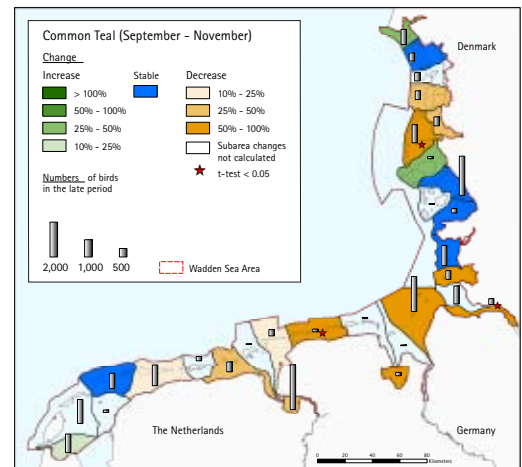 Common Teal (September - November)
Change
Increase
Stable
Decrease
> 100%
10% - 25%
50% - 100%
25% - 50%
25% - 50%
50% - 100%
10% - 25%
Subarea changes
not calculated
t-test < 0.05
Numbers of birds
in the late period
2,000
1,000
500
Wadden Sea Area
Denmark
The Netherlands
Germany
0
20
40
60
80
Kilometers